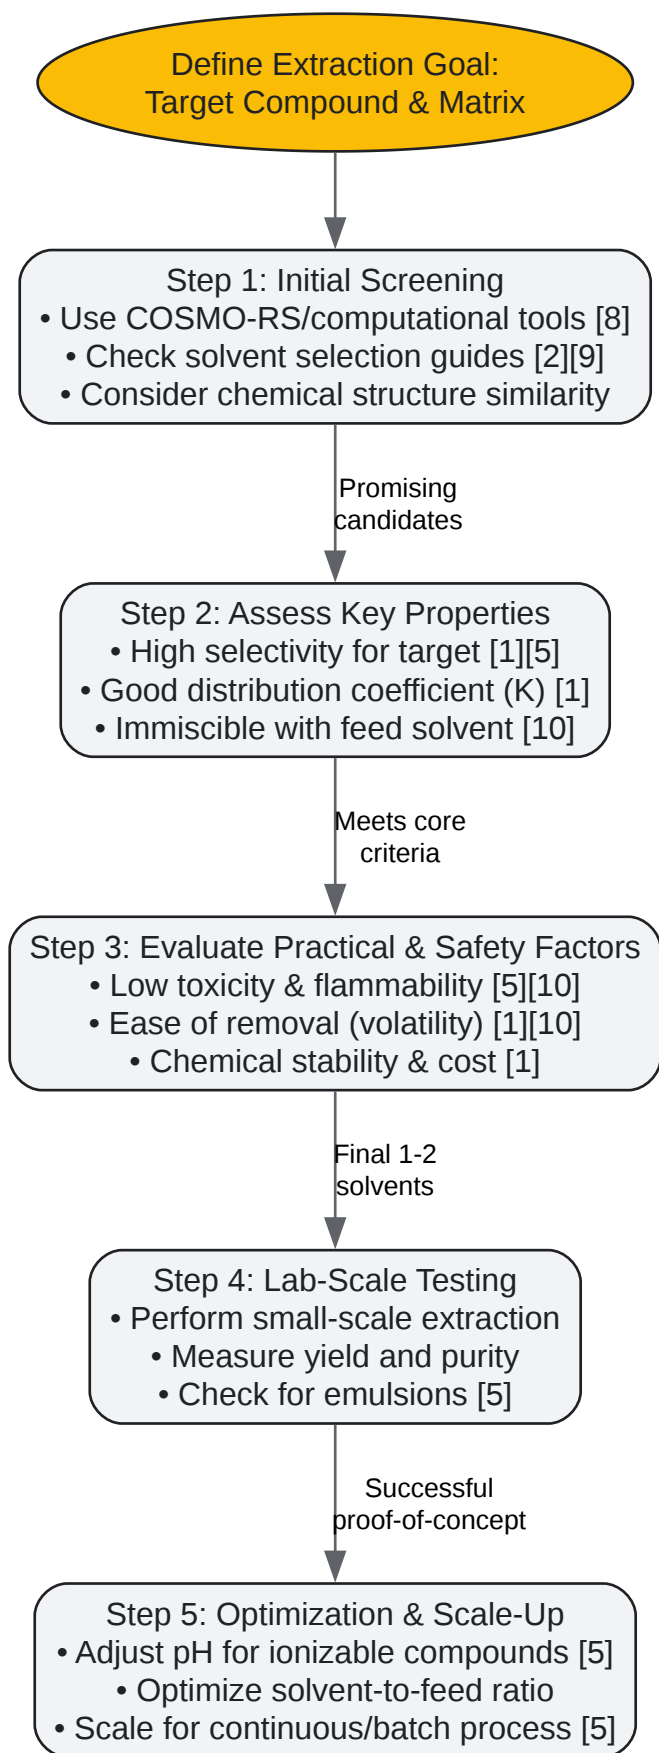 Define Extraction Goal:
Target Compound & Matrix
Step 1: Initial Screening
• Use COSMO-RS/computational tools [8]
• Check solvent selection guides [2][9]
• Consider chemical structure similarity
Promising
candidates
Step 2: Assess Key Properties
• High selectivity for target [1][5]
• Good distribution coefficient (K) [1]
• Immiscible with feed solvent [10]
Meets core
criteria
Step 3: Evaluate Practical & Safety Factors
• Low toxicity & flammability [5][10]
• Ease of removal (volatility) [1][10]
• Chemical stability & cost [1]
Final 1-2
solvents
Step 4: Lab-Scale Testing
• Perform small-scale extraction
• Measure yield and purity
• Check for emulsions [5]
Successful
proof-of-concept
Step 5: Optimization & Scale-Up
• Adjust pH for ionizable compounds [5]
• Optimize solvent-to-feed ratio
• Scale for continuous/batch process [5]